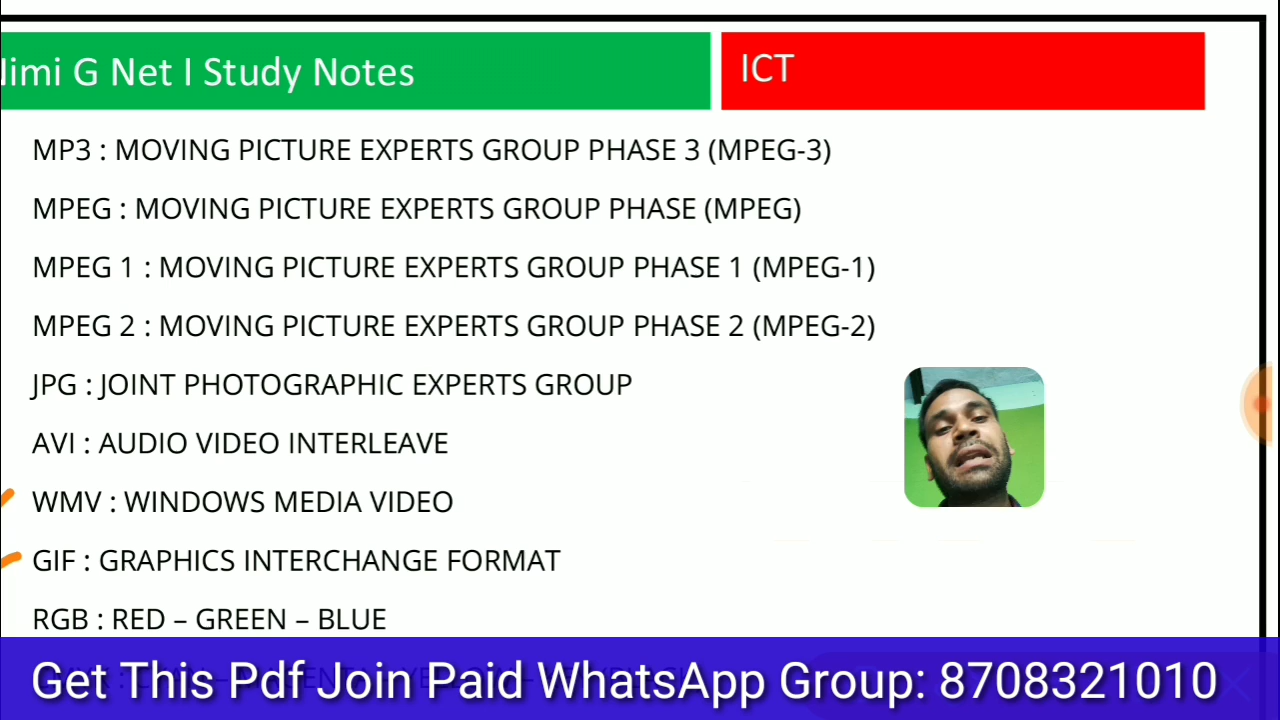 imi G Net I Study Notes
ICT
MP3 : MOVING PICTURE EXPERTS GROUP PHASE 3 (MPEG-3)
MPEG : MOVING PICTURE EXPERTS GROUP PHASE (MPEG)
MPEG 1 : MOVING PICTURE EXPERTS GROUP PHASE 1 (MPEG-1)
MPEG 2 : MOVING PICTURE EXPERTS GROUP PHASE 2 (MPEG-2)
JPG : JOINT PHOTOGRAPHIC EXPERTS GROUP
AVI : AUDIO VIDEO INTERLEAVE
WMV : WINDOWS MEDIA VIDEO
GIF : GRAPHICS INTERCHANGE FORMAT
RGB : RED – GREEN – BLUE
Get This Pdf Join Paid WhatsApp Group: 8708321010